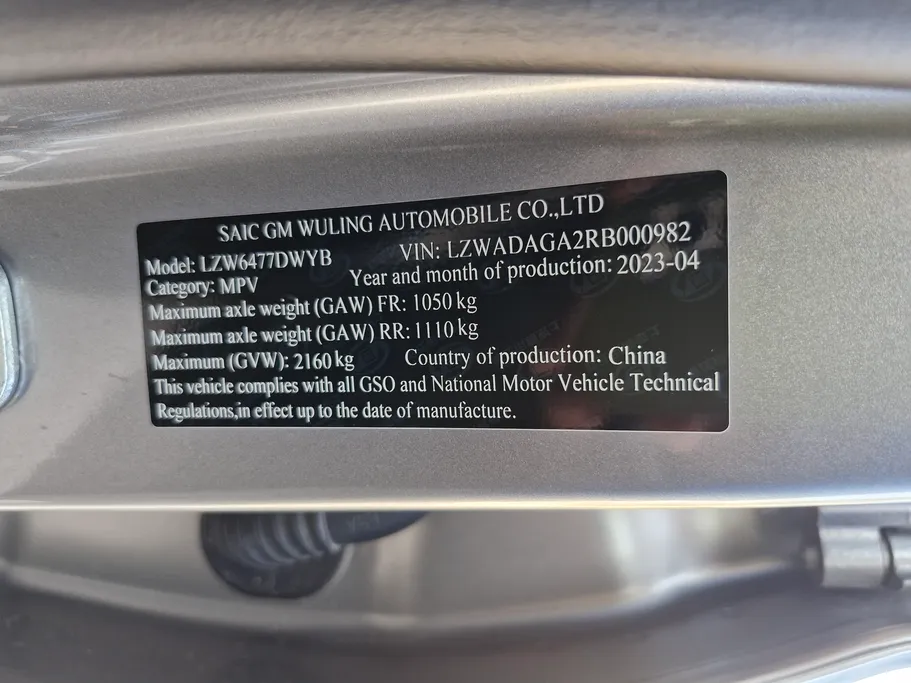 SAIC GM WULING AUTOMOBILE CO.,LTD
Model: LZW6477DWYB VIN: LZWADAGA2RB000982
Category: MPV Year and month of production: 2023-04
Maximum axle weight (GAW) FR: 1050 kg
Maximum axle weight (GAW) RR: 1110 kg
Maximum (GVW): 2160 kg Country of production: China
This vehicle complies with all GSO and National Motor Vehicle Technical
Regulations,in effect up to the date of manufacture.